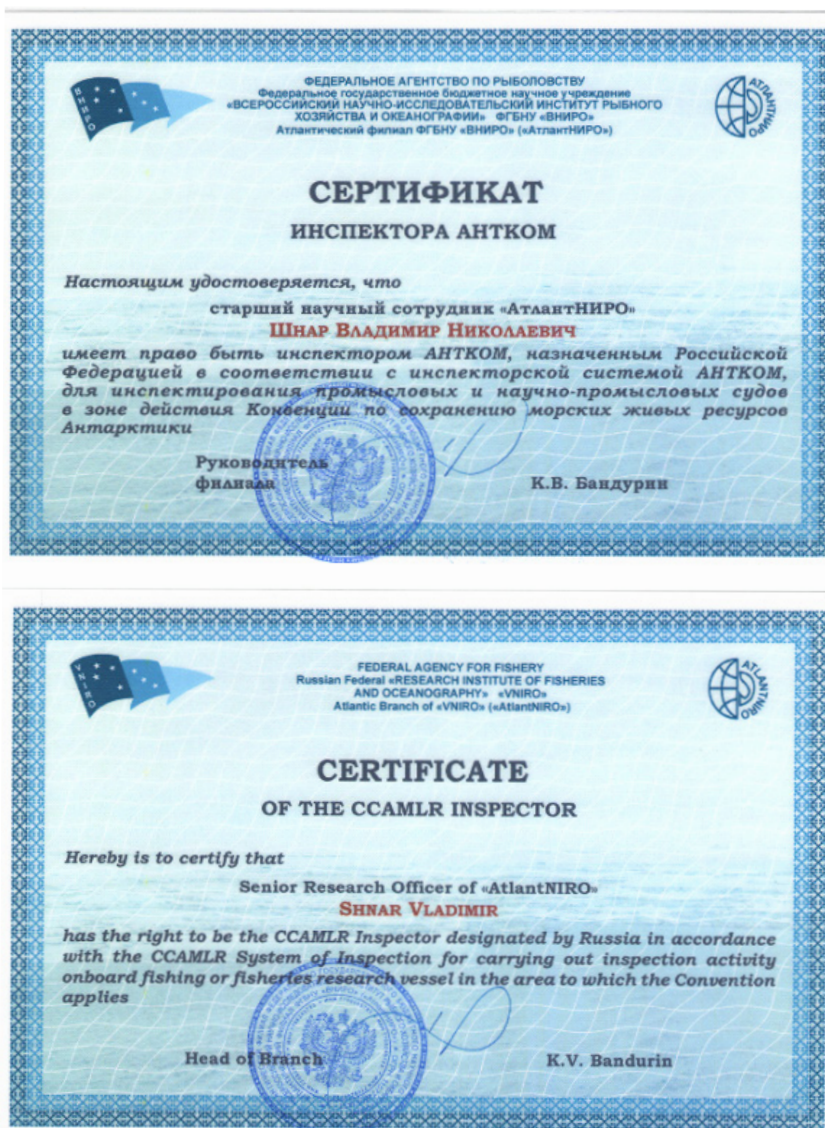 ВНИРО
ФЕДЕРАЛЬНОЕ АГЕНТСТВО ПО РЫБОЛОВСТВУ
Федеральное государственное бюджетное научное учреждение
«ВСЕРОССИЙСКИЙ НАУЧНО-ИССЛЕДОВАТЕЛЬСКИЙ ИНСТИТУТ РЫБНОГО
ХОЗЯЙСТВА И ОКЕАНОГРАФИИ» ФГБНУ «ВНИРО»
Атлантический филиал ФГБНУ «ВНИРО» («АтлантНИРО»)
АТЛАНТНИРО
СЕРТИФИКАТ
ИНСПЕКТОРА АНТКОМ
Настоящим удостоверяется, что
старший научный сотрудник «АтлантНИРО»
ШНАР ВЛАДИМИР НИКОЛАЕВИЧ
имеет право быть инспектором АНТКОМ, назначенным Российской
Федерацией в соответствии с инспекторской системой АНТКОМ,
для инспектирования промысловых и научно-промысловых судов
в зоне действия Конвенции по сохранению морских живых ресурсов
Антарктики
Руководитель
филиала
К.В. Бандурин
VNIRO
FEDERAL AGENCY FOR FISHERY
Russian Federal «RESEARCH INSTITUTE OF FISHERIES
AND OCEANOGRAPHY» «VNIRO»
Atlantic Branch of «VNIRO» («AtlantNIRO»)
ATLANTNIRO
CERTIFICATE
OF THE CCAMLR INSPECTOR
Hereby is to certify that
Senior Research Officer of «AtlantNIRO»
SHNAR VLADIMIR
has the right to be the CCAMLR Inspector designated by Russia in accordance
with the CCAMLR System of Inspection for carrying out inspection activity
onboard fishing or fisheries research vessel in the area to which the Convention
applies
Head of Branch
K.V. Bandurin